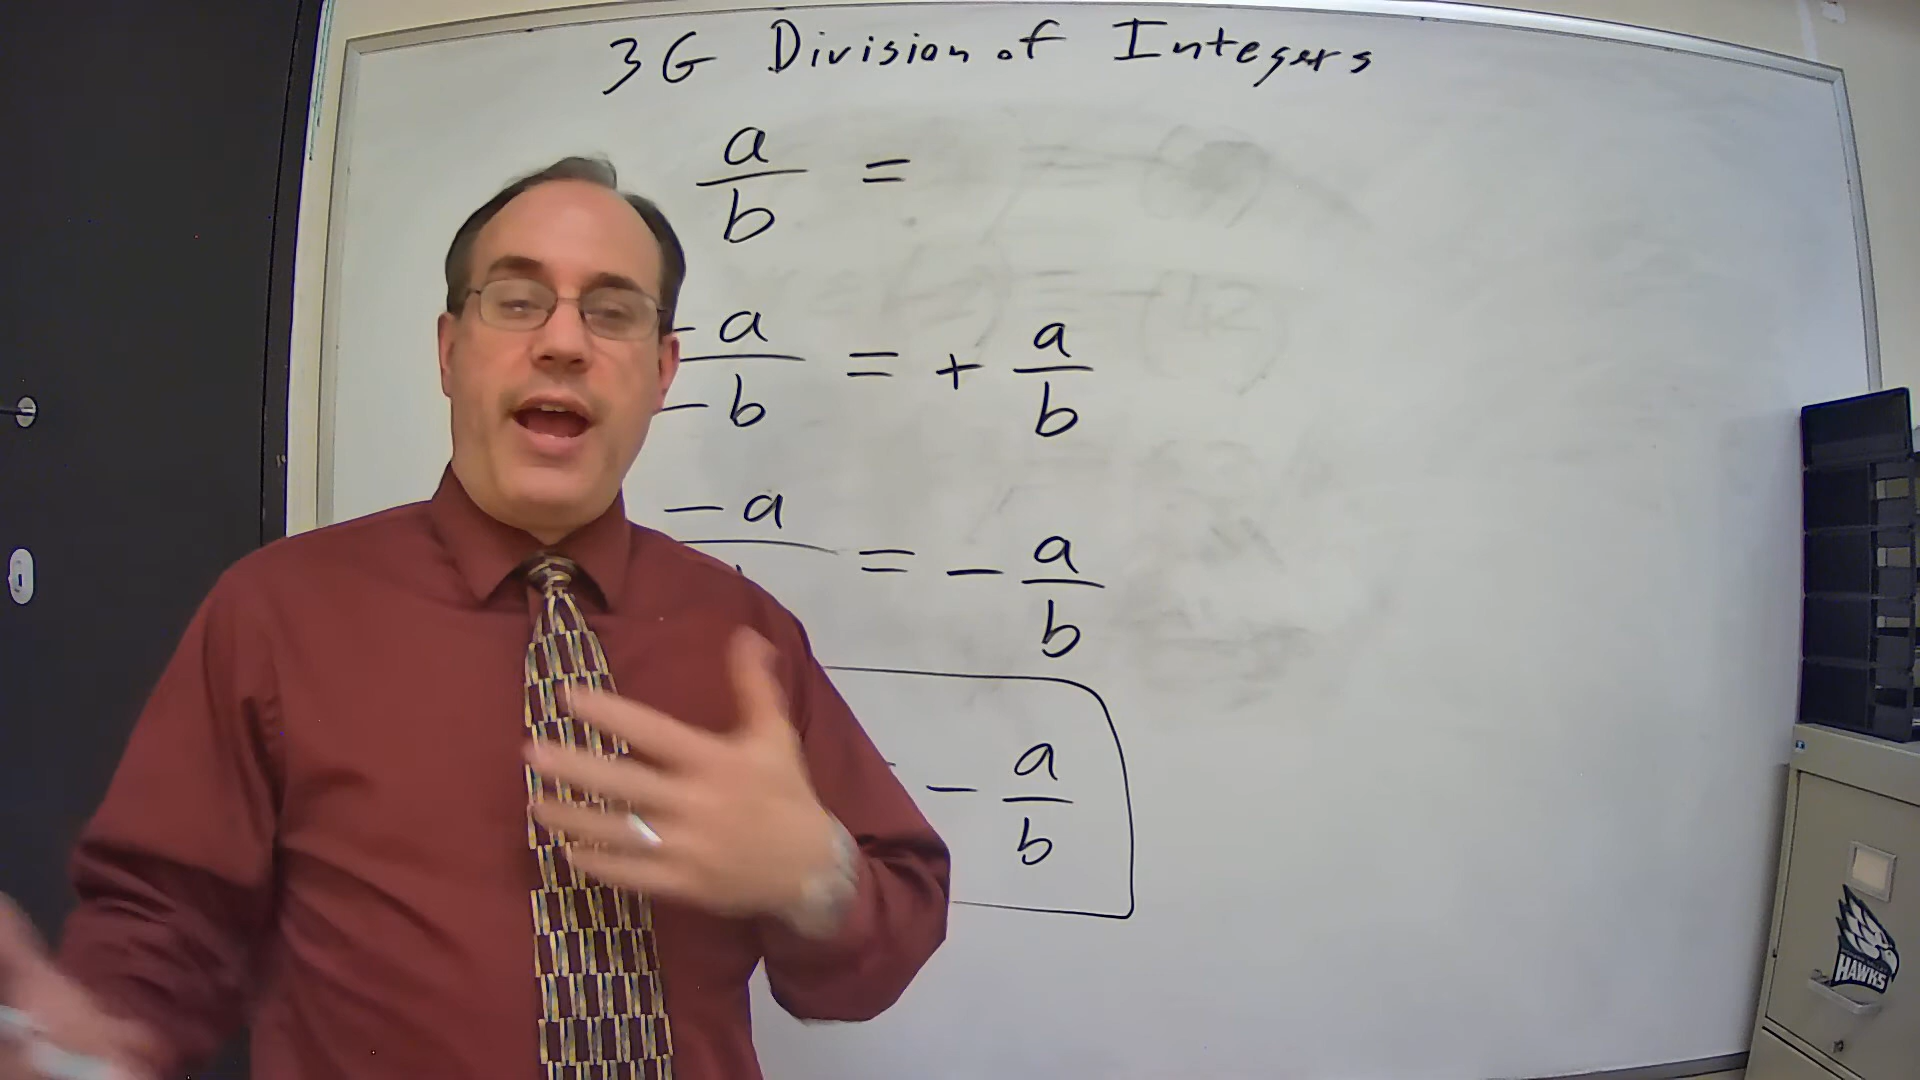 3G Division of Integers
a/b =
-a/-b = + a/b
-a = - a/b
- a/b
HAWKS